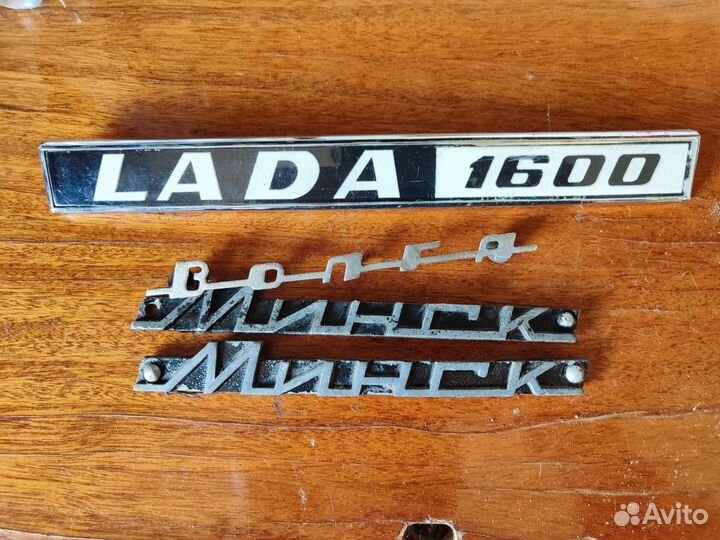 LADA 1600
Волга
Минск
Минск
Avito